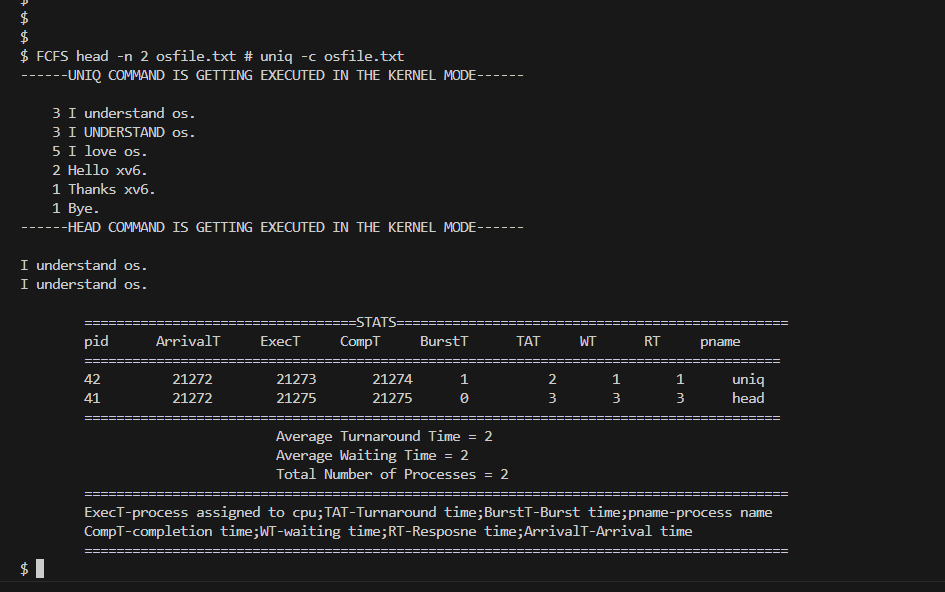 $
$
$
$ FCFS head -n 2 osfile.txt # uniq -c osfile.txt
------UNIQ COMMAND IS GETTING EXECUTED IN THE KERNEL MODE------
3 I understand os.
3 I UNDERSTAND os.
5 I love os.
2 Hello xv6.
1 Thanks xv6.
1 Bye.
------HEAD COMMAND IS GETTING EXECUTED IN THE KERNEL MODE------
I understand os.
I understand os.
==================================STATS=================================================
pid ArrivalT ExecT CompT BurstT TAT WT RT pname
=======================================================================================
42 21272 21273 21274 1 2 1 1 uniq
41 21272 21275 21275 0 3 3 3 head
=======================================================================================
Average Turnaround Time = 2
Average Waiting Time = 2
Total Number of Processes = 2
========================================================================================
ExecT-process assigned to cpu;TAT-Turnaround time;BurstT-Burst time;pname-process name
CompT-completion time;WT-waiting time;RT-Resposne time;ArrivalT-Arrival time
========================================================================================
$